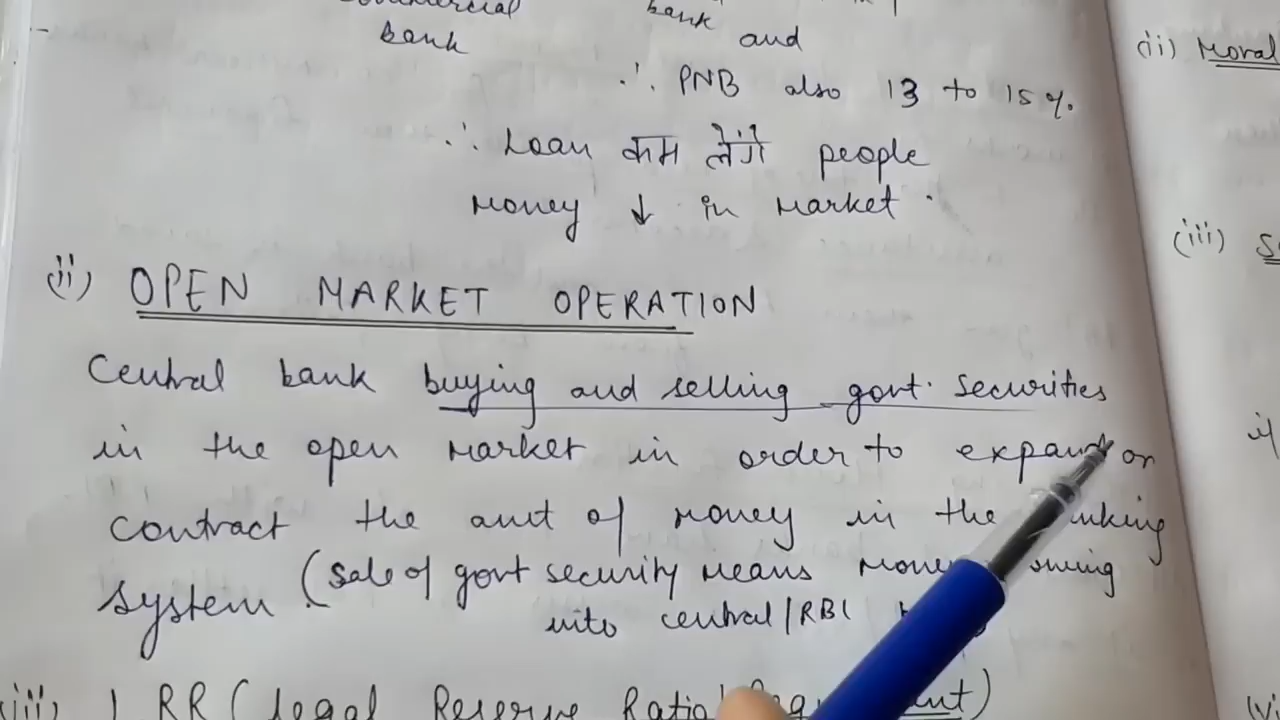 bank
bank and
∴ PNB also 13 to 15 %.
∴ Loan कम लेंगे people
money ↓ in market.
(ii) OPEN MARKET OPERATION
Central bank buying and selling govt. securities
in the open market in order to expand or
contract the amt of money in the
system. (Sale of govt security means
into central/RBI
(iii) LRR (Legal Reserve Ratio
(ii) Moral
(iii)